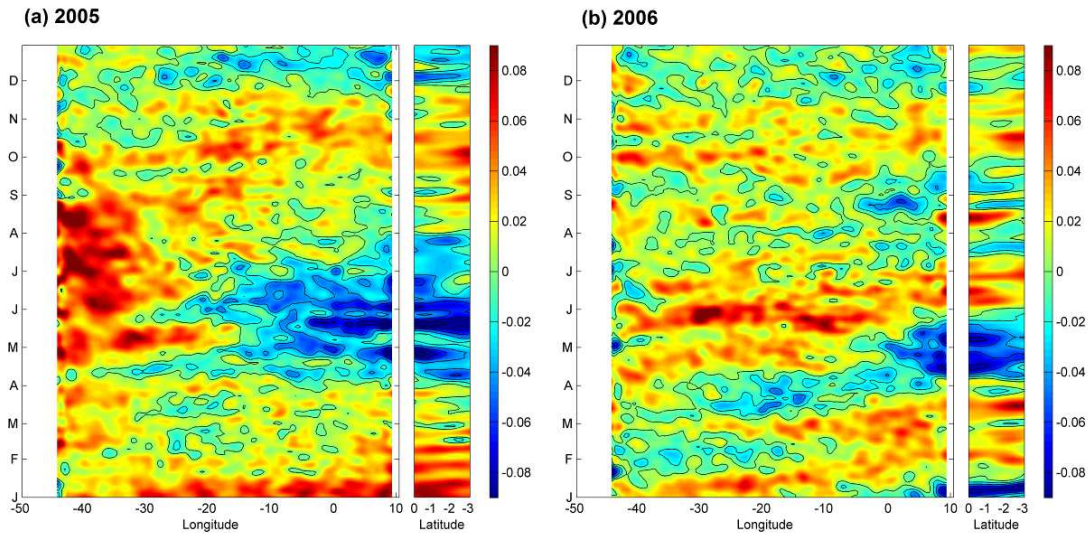 (a) 2005
(b) 2006
D
N
O
S
A
J
J
M
A
M
F
J
-50 -40 -30 -20 -10 0 10
Longitude
0 -1 -2 -3
Latitude
0.08
0.06
0.04
0.02
0
-0.02
-0.04
-0.06
-0.08
D
N
O
S
A
J
J
M
A
M
F
J
-50 -40 -30 -20 -10 0 10
Longitude
0 -1 -2 -3
Latitude
0.08
0.06
0.04
0.02
0
-0.02
-0.04
-0.06
-0.08